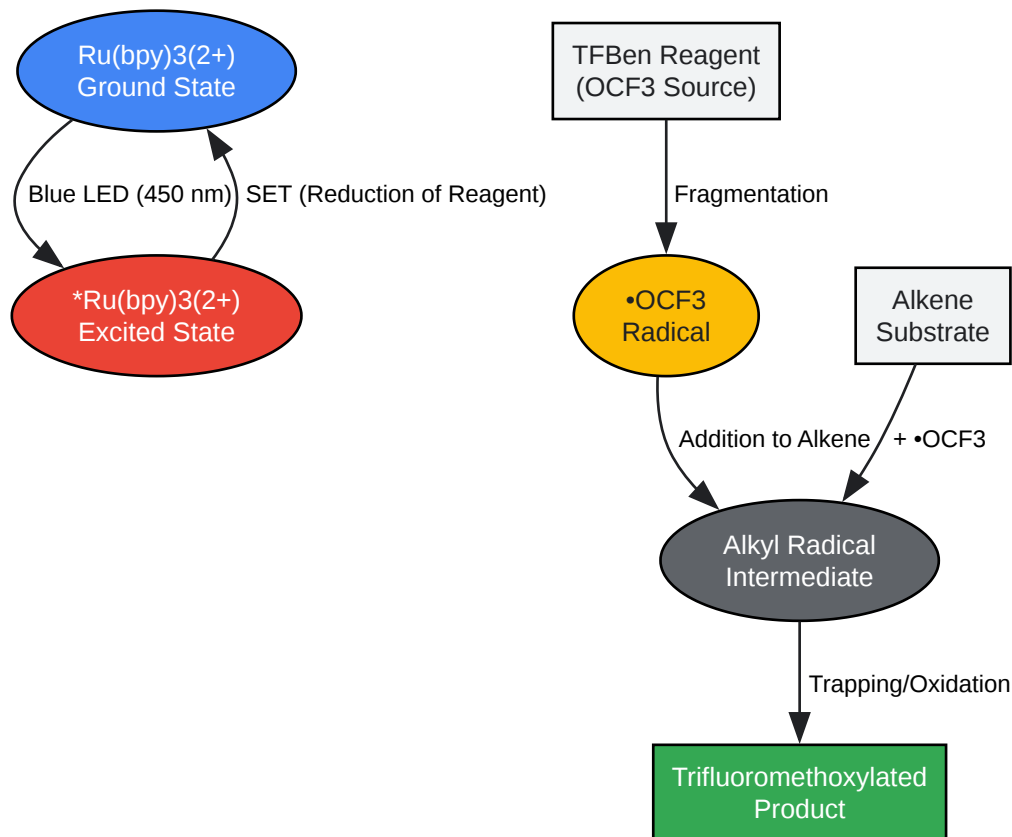 Ru(bpy)3(2+)
Ground State
TFBen Reagent
(OCF3 Source)
Blue LED (450 nm)
SET (Reduction of Reagent)
Fragmentation
*Ru(bpy)3(2+)
Excited State
•OCF3
Radical
Alkene
Substrate
Addition to Alkene
+ •OCF3
Alkyl Radical
Intermediate
Trapping/Oxidation
Trifluoromethoxylated
Product